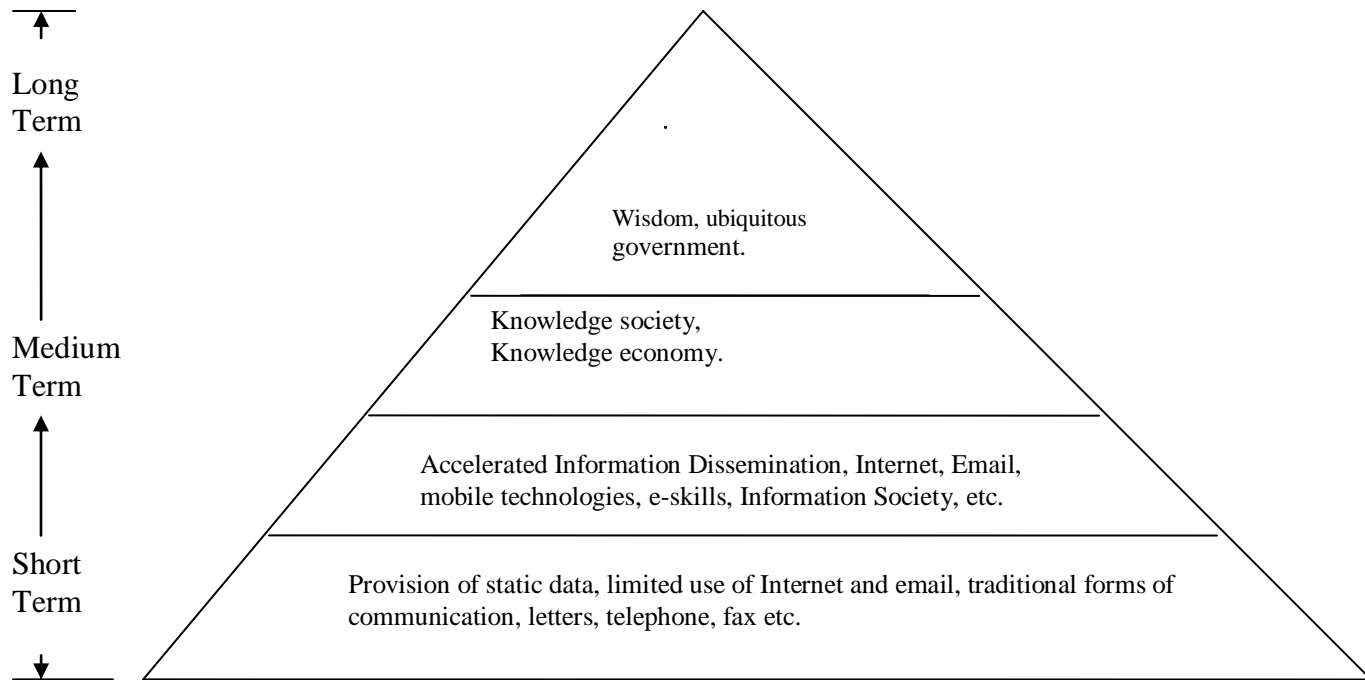 Long
Term
Wisdom, ubiquitous
government.
Knowledge society,
Medium
Knowledge economy.
Term
Accelerated Information Dissemination, Internet, Email,
mobile technologies, e-skills, Information Society, etc.
Short
Provision of static data, limited use of Internet and email, traditional forms of
Term
communication, letters, telephone, fax etc.